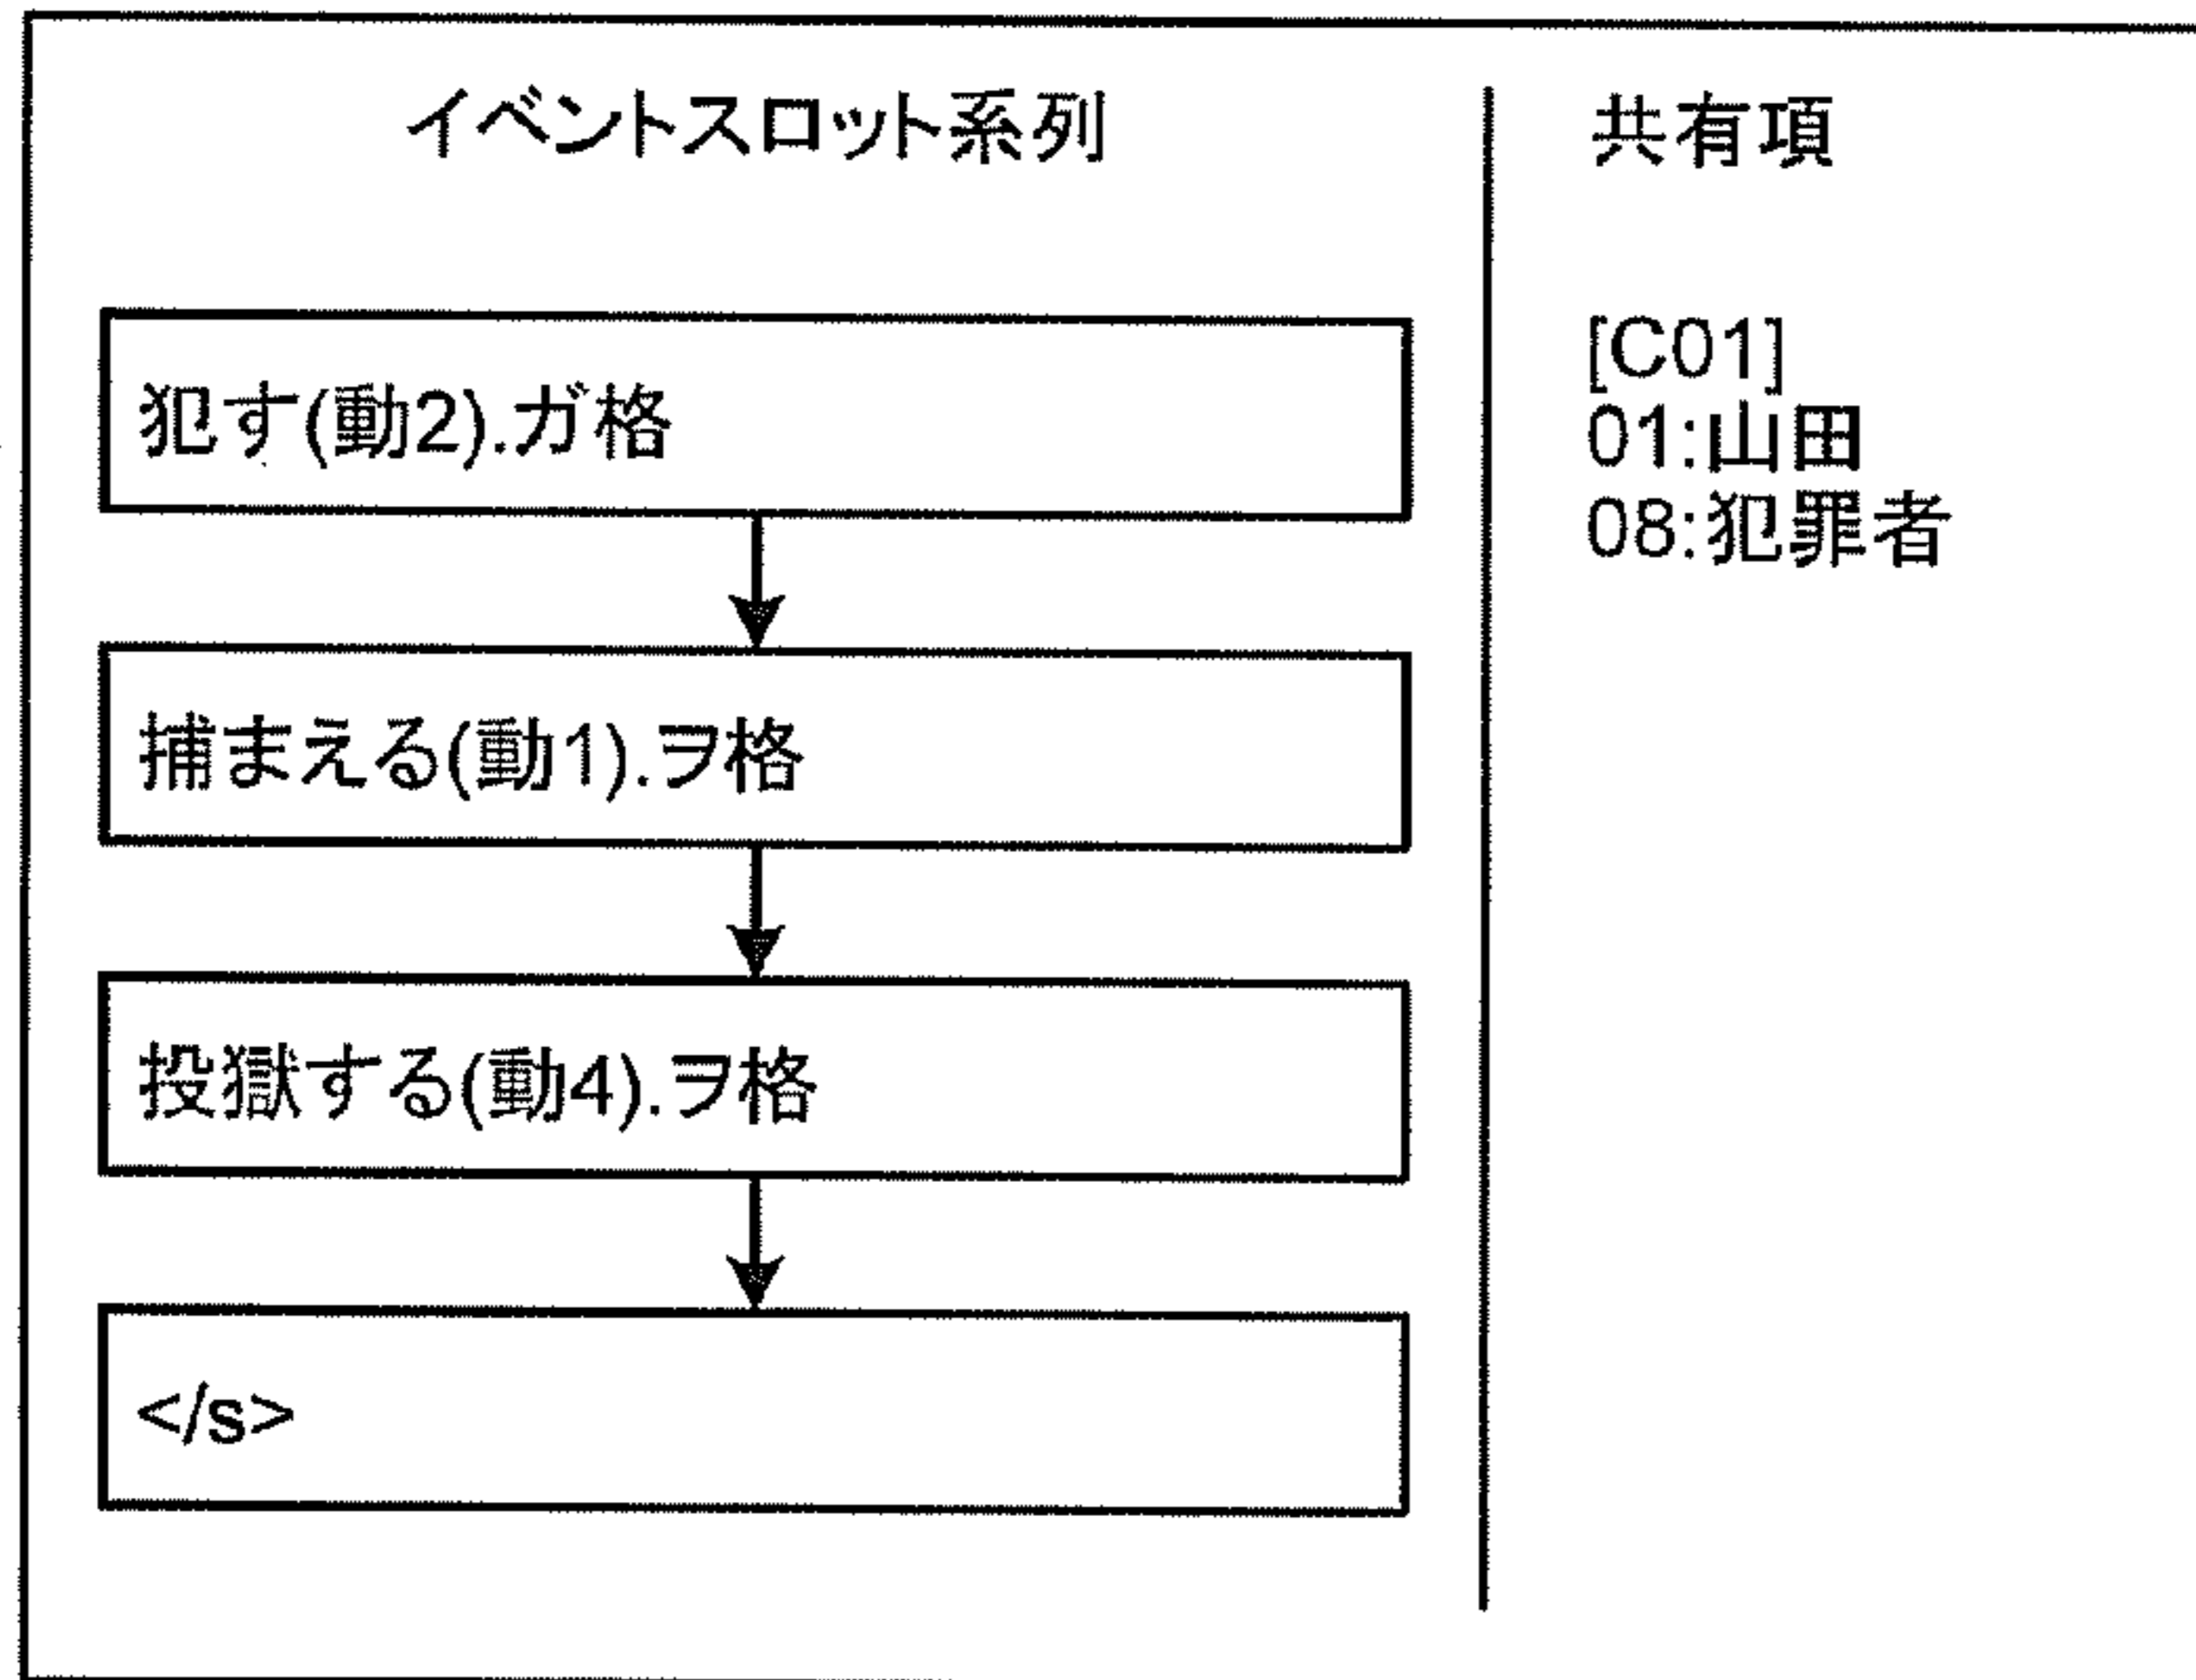 イベントスロット系列
共有項
犯す(動2).ガ格
捕まえる(動1).ヲ格
投獄する(動4).ヲ格
</s>
[C01]
01:山田
08:犯罪者